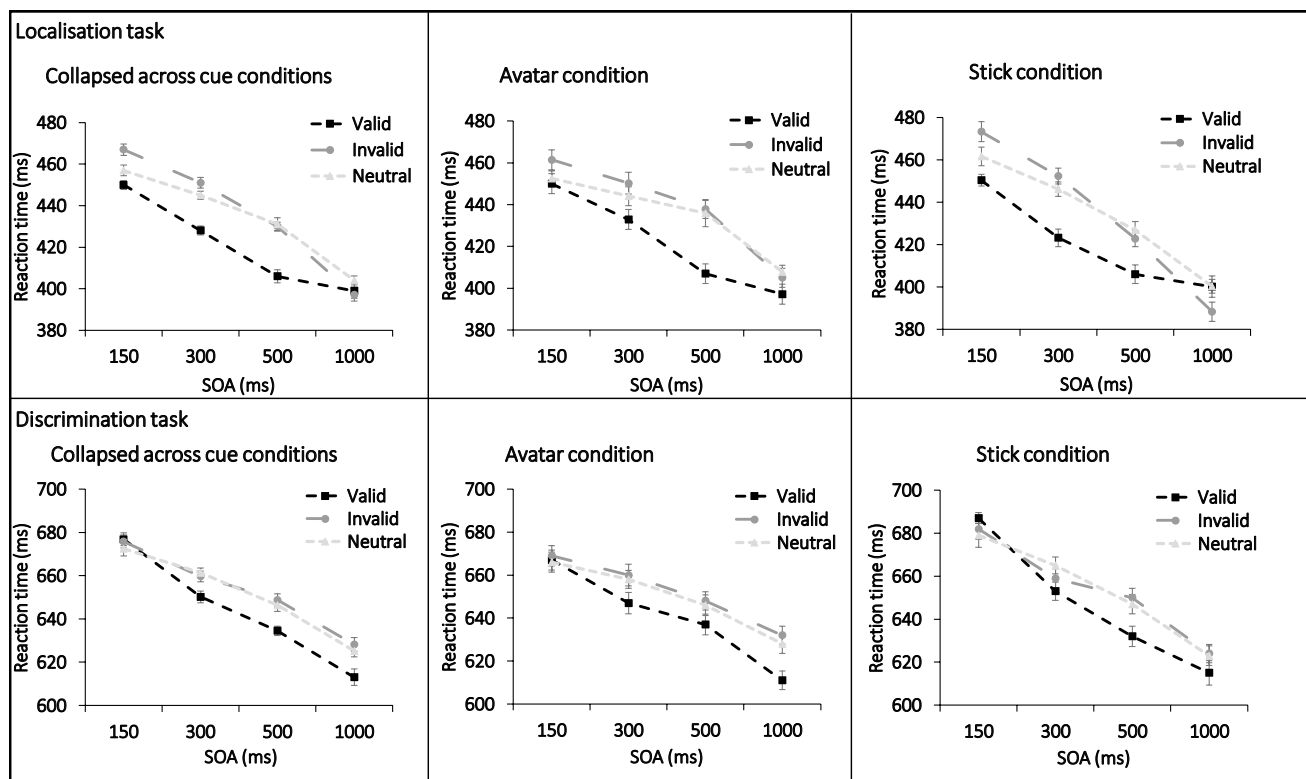 Localisation task
Collapsed across cue conditions
Reaction time (ms)
480
460
440
420
400
380
150 300 500 1000
SOA (ms)
Valid
Invalid
Neutral
Avatar condition
Reaction time (ms)
480
460
440
420
400
380
150 300 500 1000
SOA (ms)
Valid
Invalid
Neutral
Stick condition
Reaction time (ms)
480
460
440
420
400
380
150 300 500 1000
SOA (ms)
Valid
Invalid
Neutral
Discrimination task
Collapsed across cue conditions
Reaction time (ms)
700
680
660
640
620
600
150 300 500 1000
SOA (ms)
Valid
Invalid
Neutral
Avatar condition
Reaction time (ms)
700
680
660
640
620
600
150 300 500 1000
SOA (ms)
Valid
Invalid
Neutral
Stick condition
Reaction time (ms)
700
680
660
640
620
600
150 300 500 1000
SOA (ms)
Valid
Invalid
Neutral